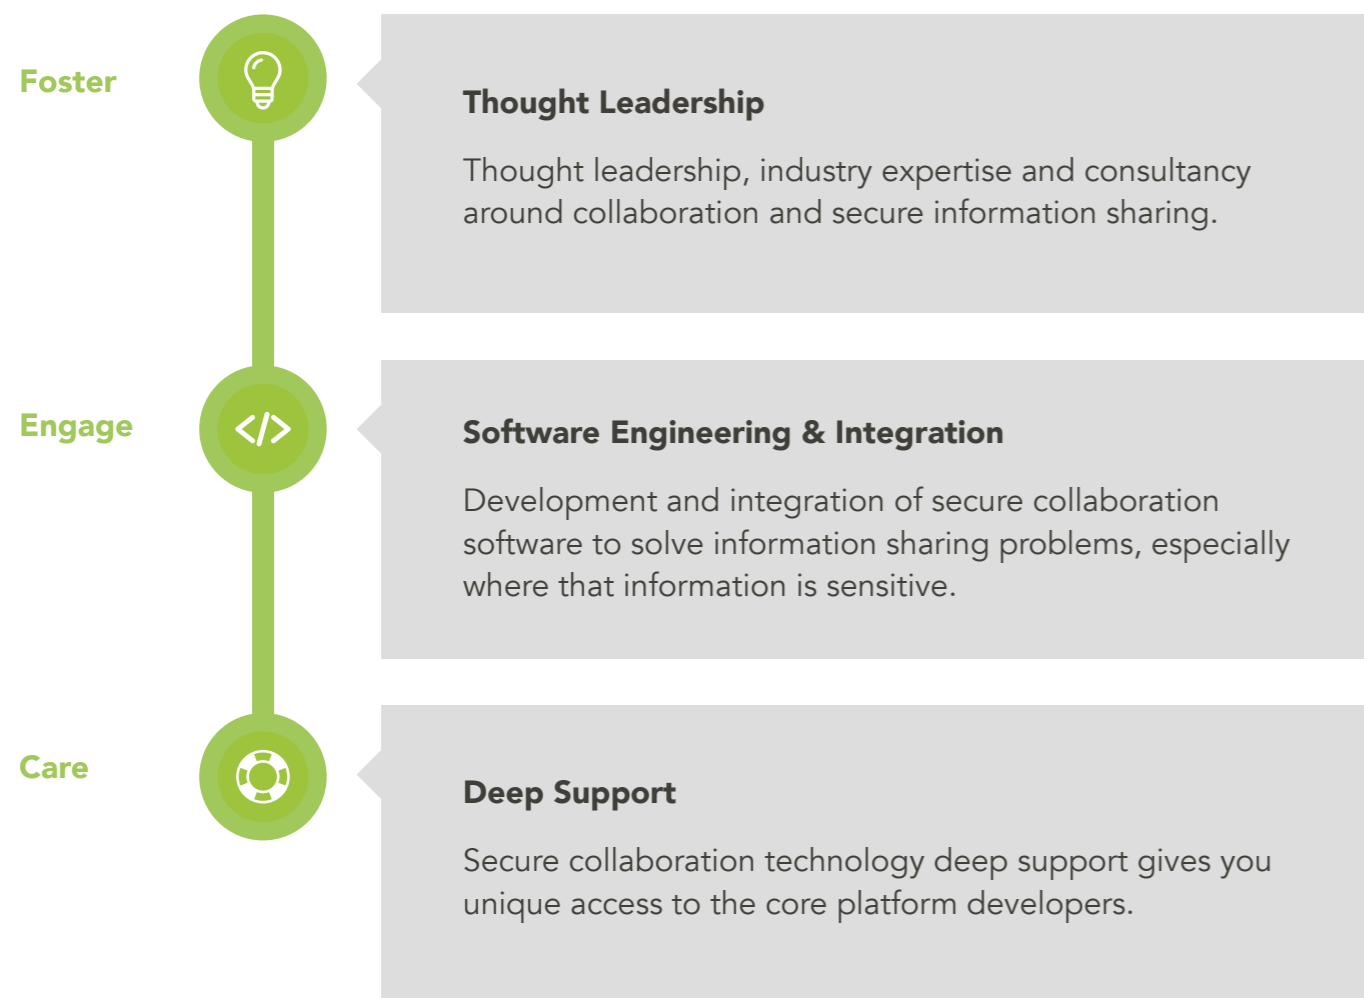 Foster
Thought Leadership
Thought leadership, industry expertise and consultancy
around collaboration and secure information sharing.
Engage
</>
Software Engineering & Integration
Development and integration of secure collaboration
software to solve information sharing problems, especially
where that information is sensitive.
Care
Deep Support
Secure collaboration technology deep support gives you
unique access to the core platform developers.